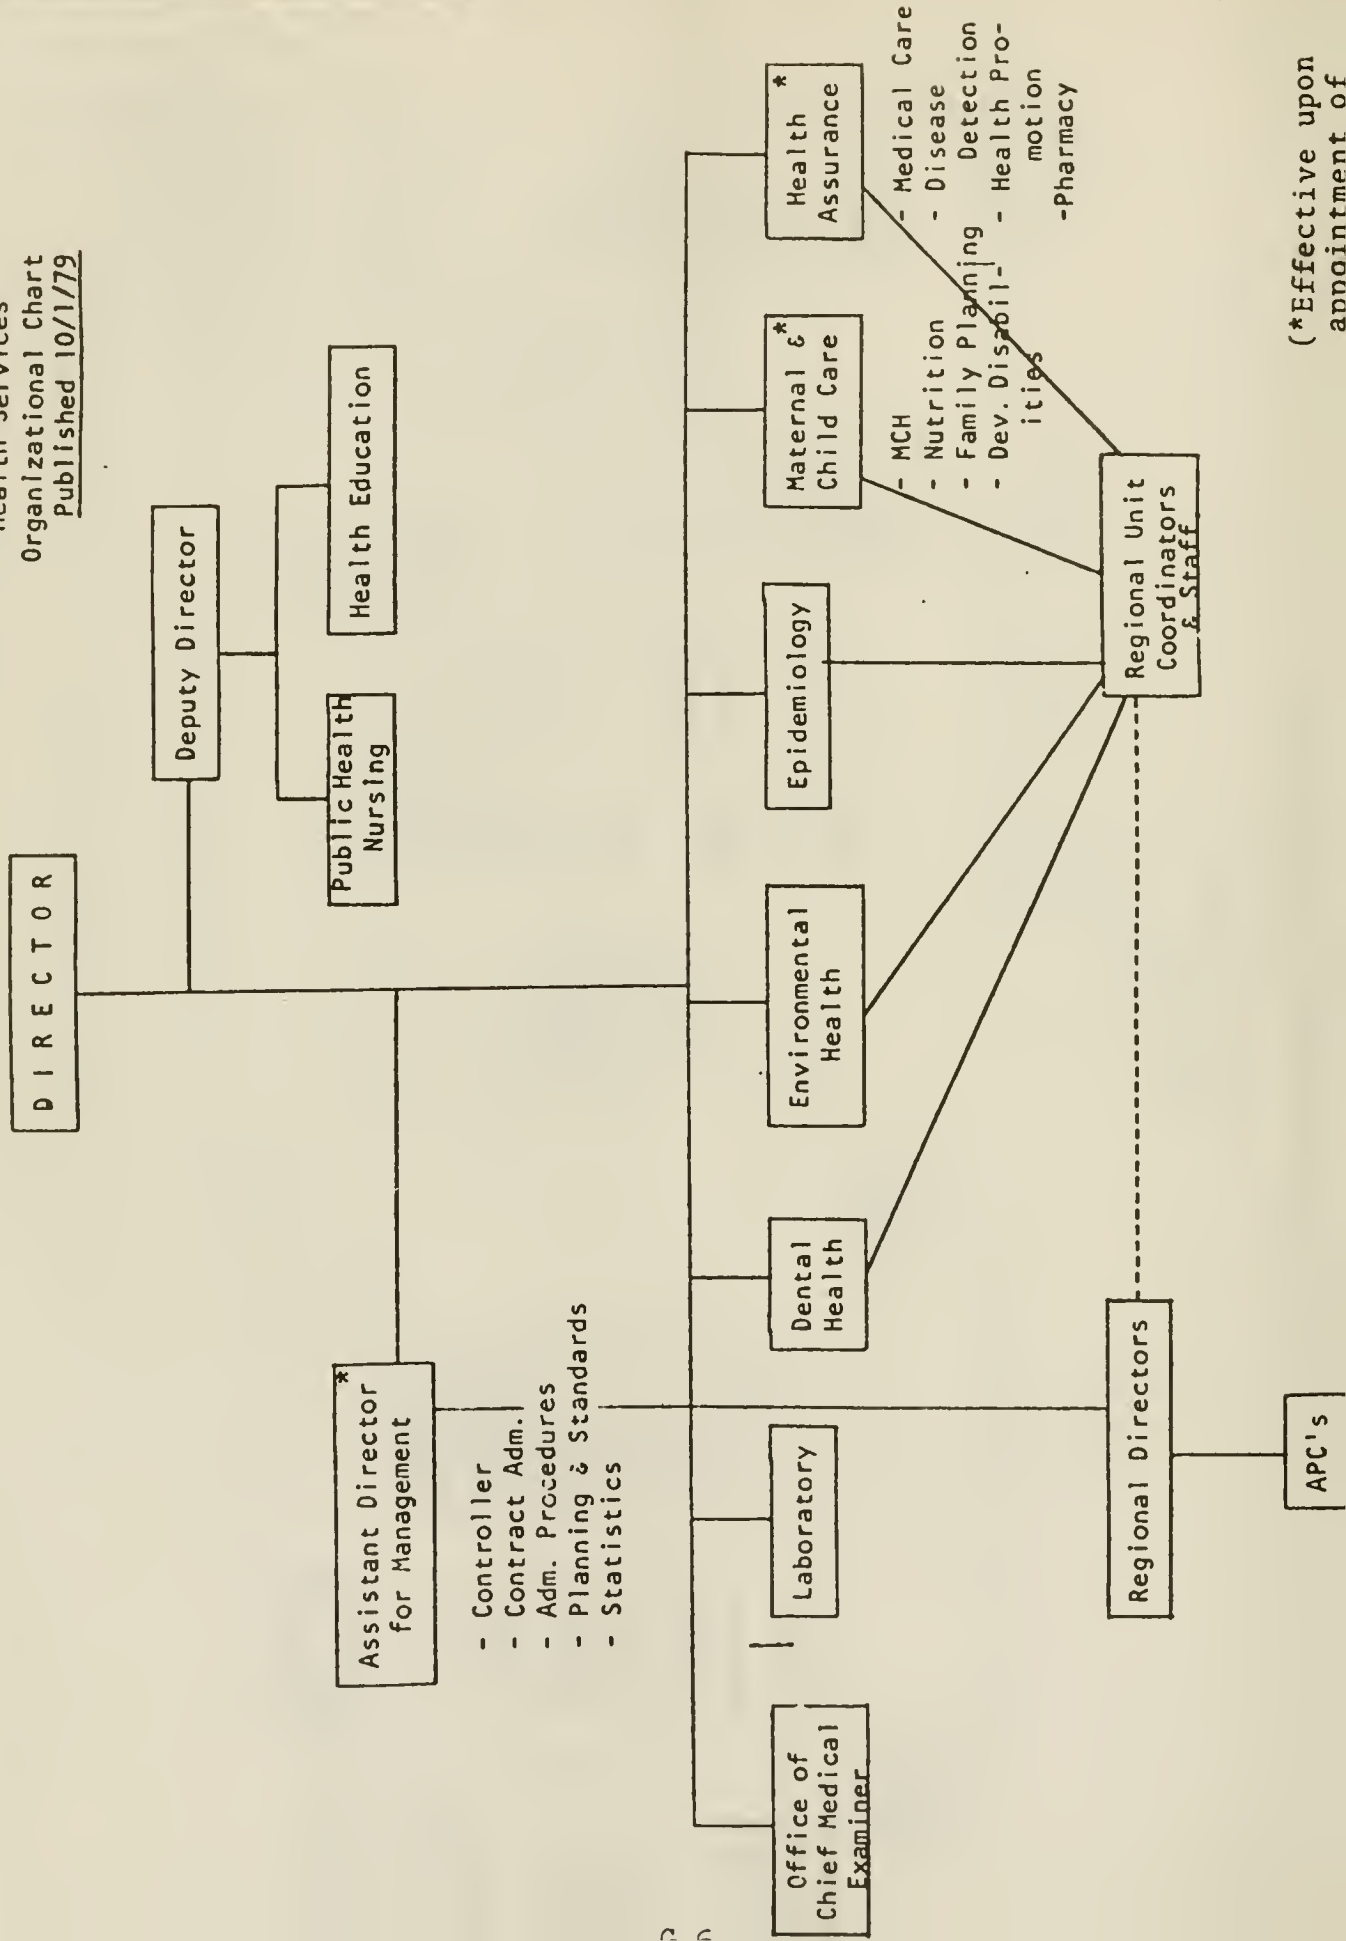 Health Services
Organizational Chart
Published 10/1/79
DIRECTOR
Deputy Director
Public Health
Nursing
Health Education
*
Assistant Director
for Management
- Controller
- Contract Adm.
- Adm. Procedures
- Planning & Standards
- Statistics
Office of
Chief Medical
Examiner
Laboratory
Dental
Health
Environmental
Health
Epidemiology
*
Maternal &
Child Care
- MCH
- Nutrition
- Family Planning
- Dev. Disabil-
ities
*
Health
Assurance
- Medical Care
- Disease
Detection
- Health Pro-
motion
-Pharmacy
Regional Directors
Regional Unit
Coordinators
& Staff
APC's
(*Effective upon
appointment of